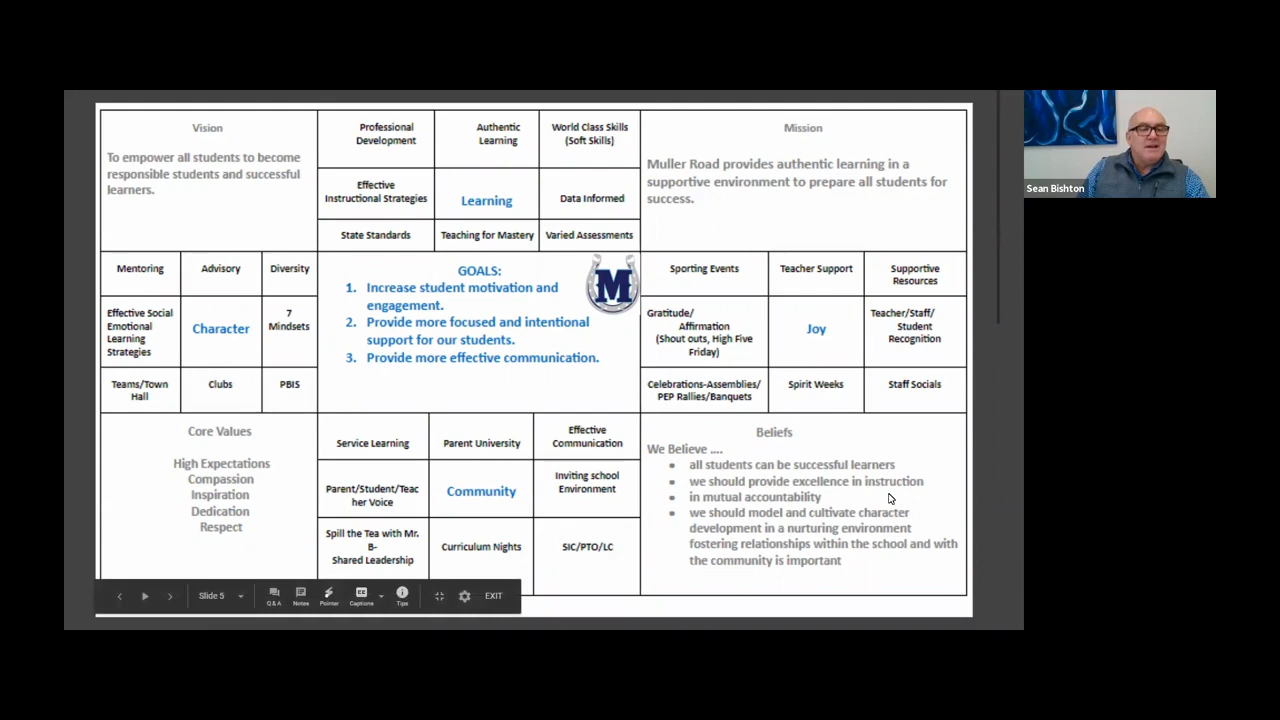 Vision
To empower all students to become
responsible students and successful
learners.
Professional
Development
Authentic
Learning
World Class Skills
(Soft Skills)
Effective
Instructional Strategies
Learning
Data Informed
State Standards
Teaching for Mastery
Varied Assessments
Mission
Muller Road provides authentic learning in a
supportive environment to prepare all students for
success.
Mentoring
Advisory
Diversity
Effective Social
Emotional
Learning
Strategies
Character
7
Mindsets
Teams/Town
Hall
Clubs
PBIS
GOALS:
1. Increase student motivation and
engagement.
2. Provide more focused and intentional
support for our students.
3. Provide more effective communication.
M
Sporting Events
Teacher Support
Supportive
Resources
Gratitude/
Affirmation
(Shout outs, High Five
Friday)
Joy
Teacher/Staff/
Student
Recognition
Celebrations-Assemblies/
PEP Rallies/Banquets
Spirit Weeks
Staff Socials
Core Values
High Expectations
Compassion
Inspiration
Dedication
Respect
Service Learning
Parent University
Effective
Communication
Parent/Student/Teac
her Voice
Community
Inviting school
Environment
Spill the Tea with Mr.
B-
Shared Leadership
Curriculum Nights
SIC/PTO/LC
Beliefs
We Believe ....
• all students can be successful learners
• we should provide excellence in instruction
• in mutual accountability
• we should model and cultivate character
development in a nurturing environment
fostering relationships within the school and with
the community is important
Slide 5
Q & A
Notes
Pointer
CC
Captions
Tips
EXIT
Sean Bishton